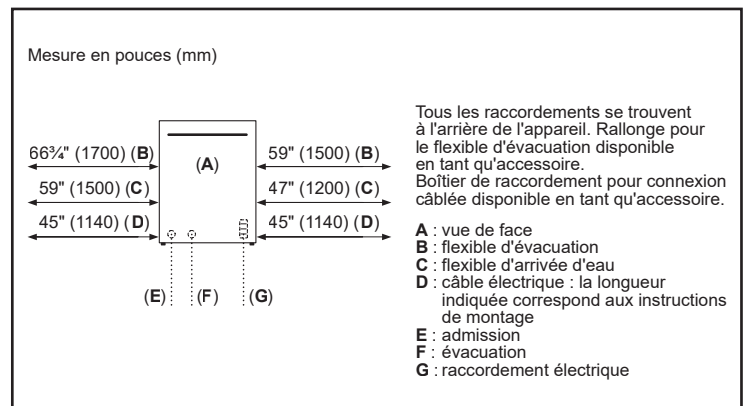 Mesure en pouces (mm)
66¾" (1700) (B)
59" (1500) (B)
(A)
59" (1500) (C)
47" (1200) (C)
45" (1140) (D)
45" (1140) (D)
(E)
(F)
(G)
Tous les raccordements se trouvent
à l'arrière de l'appareil. Rallonge pour
le flexible d'évacuation disponible
en tant qu'accessoire.
Boîtier de raccordement pour connexion
câblée disponible en tant qu'accessoire.
A : vue de face
B : flexible d'évacuation
C : flexible d'arrivée d'eau
D : câble électrique : la longueur
indiquée correspond aux instructions
de montage
E : admission
F : évacuation
G : raccordement électrique